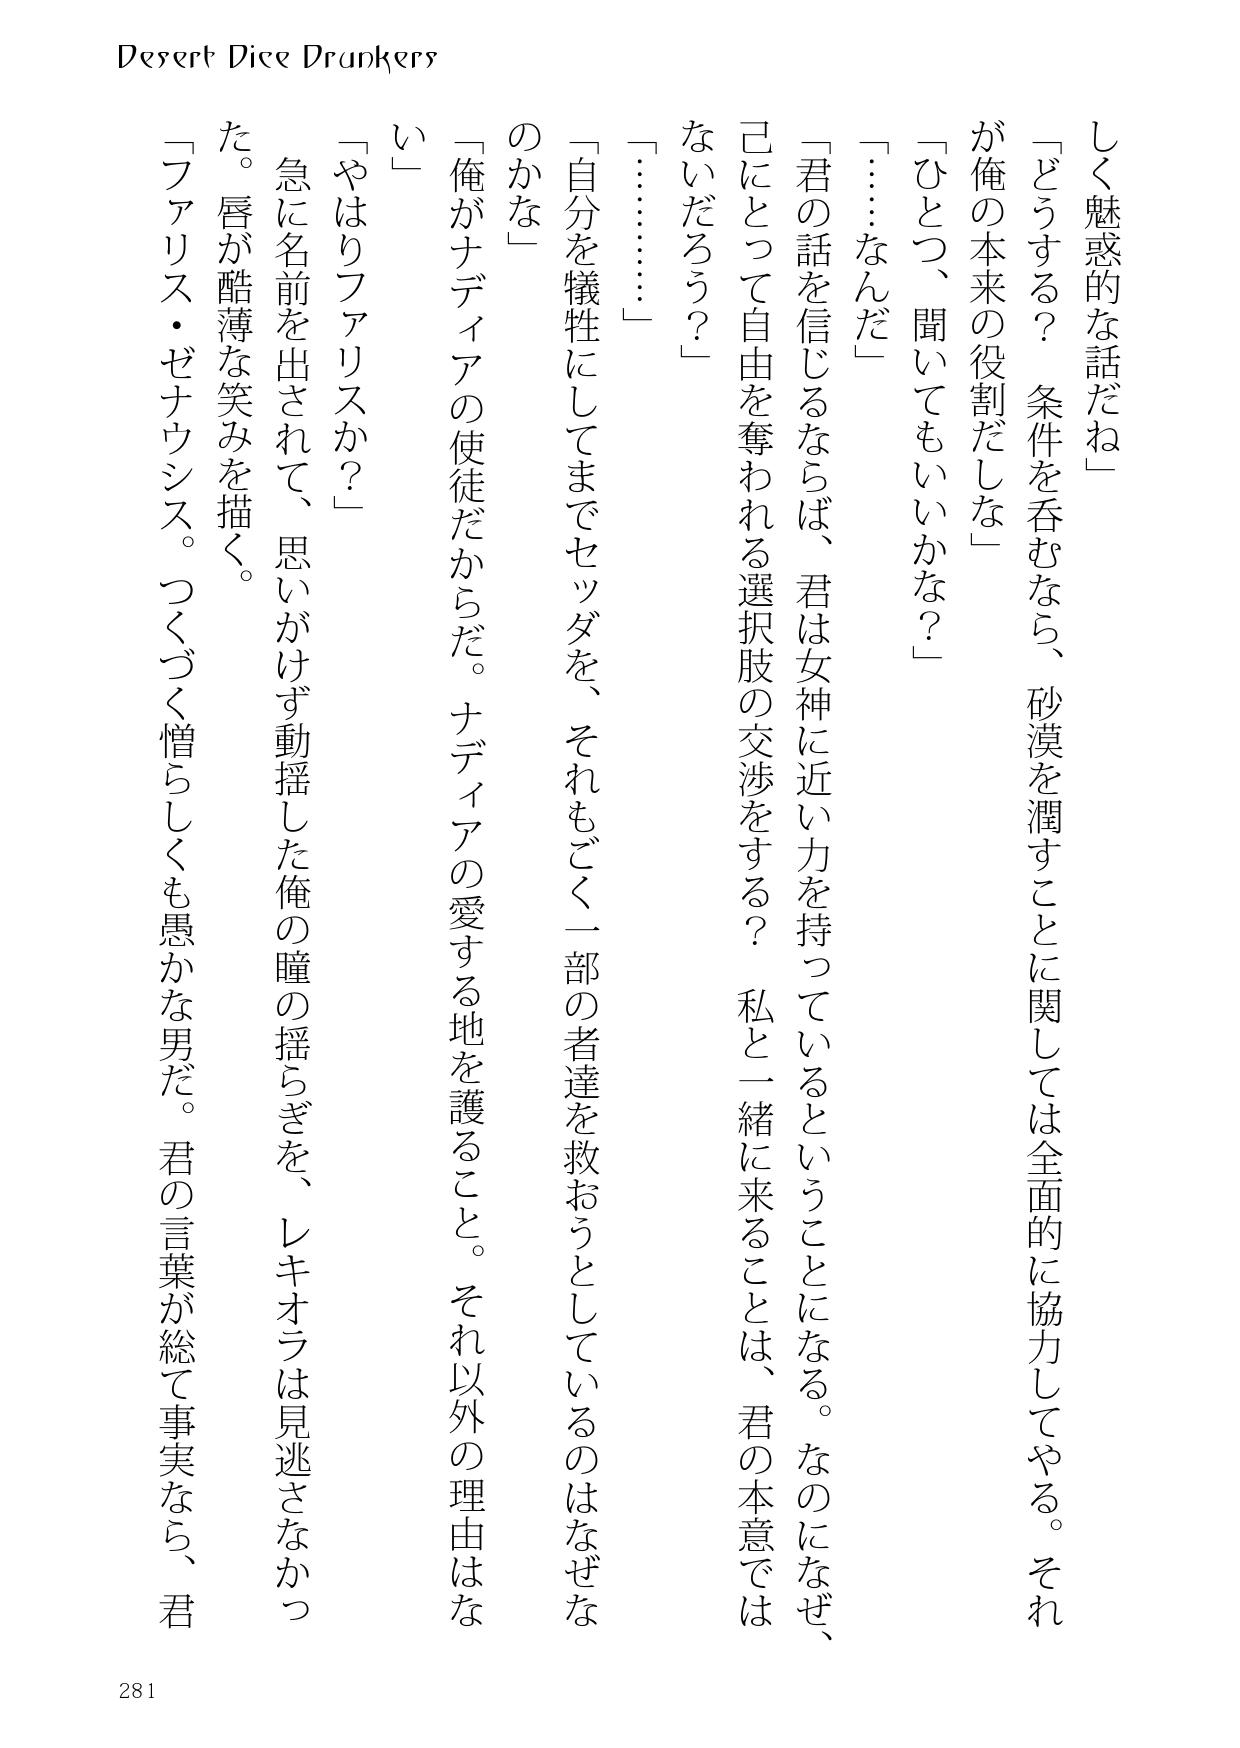 Desert Dice Drunkers
しく魅惑的な話だね」
「どうする？　条件を呑むなら、砂漠を潤すことに関しては全面的に協力してやる。それ
が俺の本来の役割だしな」
「ひとつ、聞いてもいいかな？」
「……なんだ」
「君の話を信じるならば、君は女神に近い力を持っているということになる。なのになぜ、
己にとって自由を奪われる選択肢の交渉をする？　私と一緒に来ることは、君の本意では
ないだろう？」
「…………」
「自分を犠牲にしてまでセッダを、それもごく一部の者達を救おうとしているのはなぜな
のかな」
「俺がナディアの使徒だからだ。ナディアの愛する地を護ること。それ以外の理由はな
い」
「やはりファリスか？」
急に名前を出されて、思いがけず動揺した俺の瞳の揺らぎを、レキオラは見逃さなかっ
た。唇が酷薄な笑みを描く。
「ファリス・ゼナウシス。つくづく憎らしくも愚かな男だ。君の言葉が総て事実なら、君
281